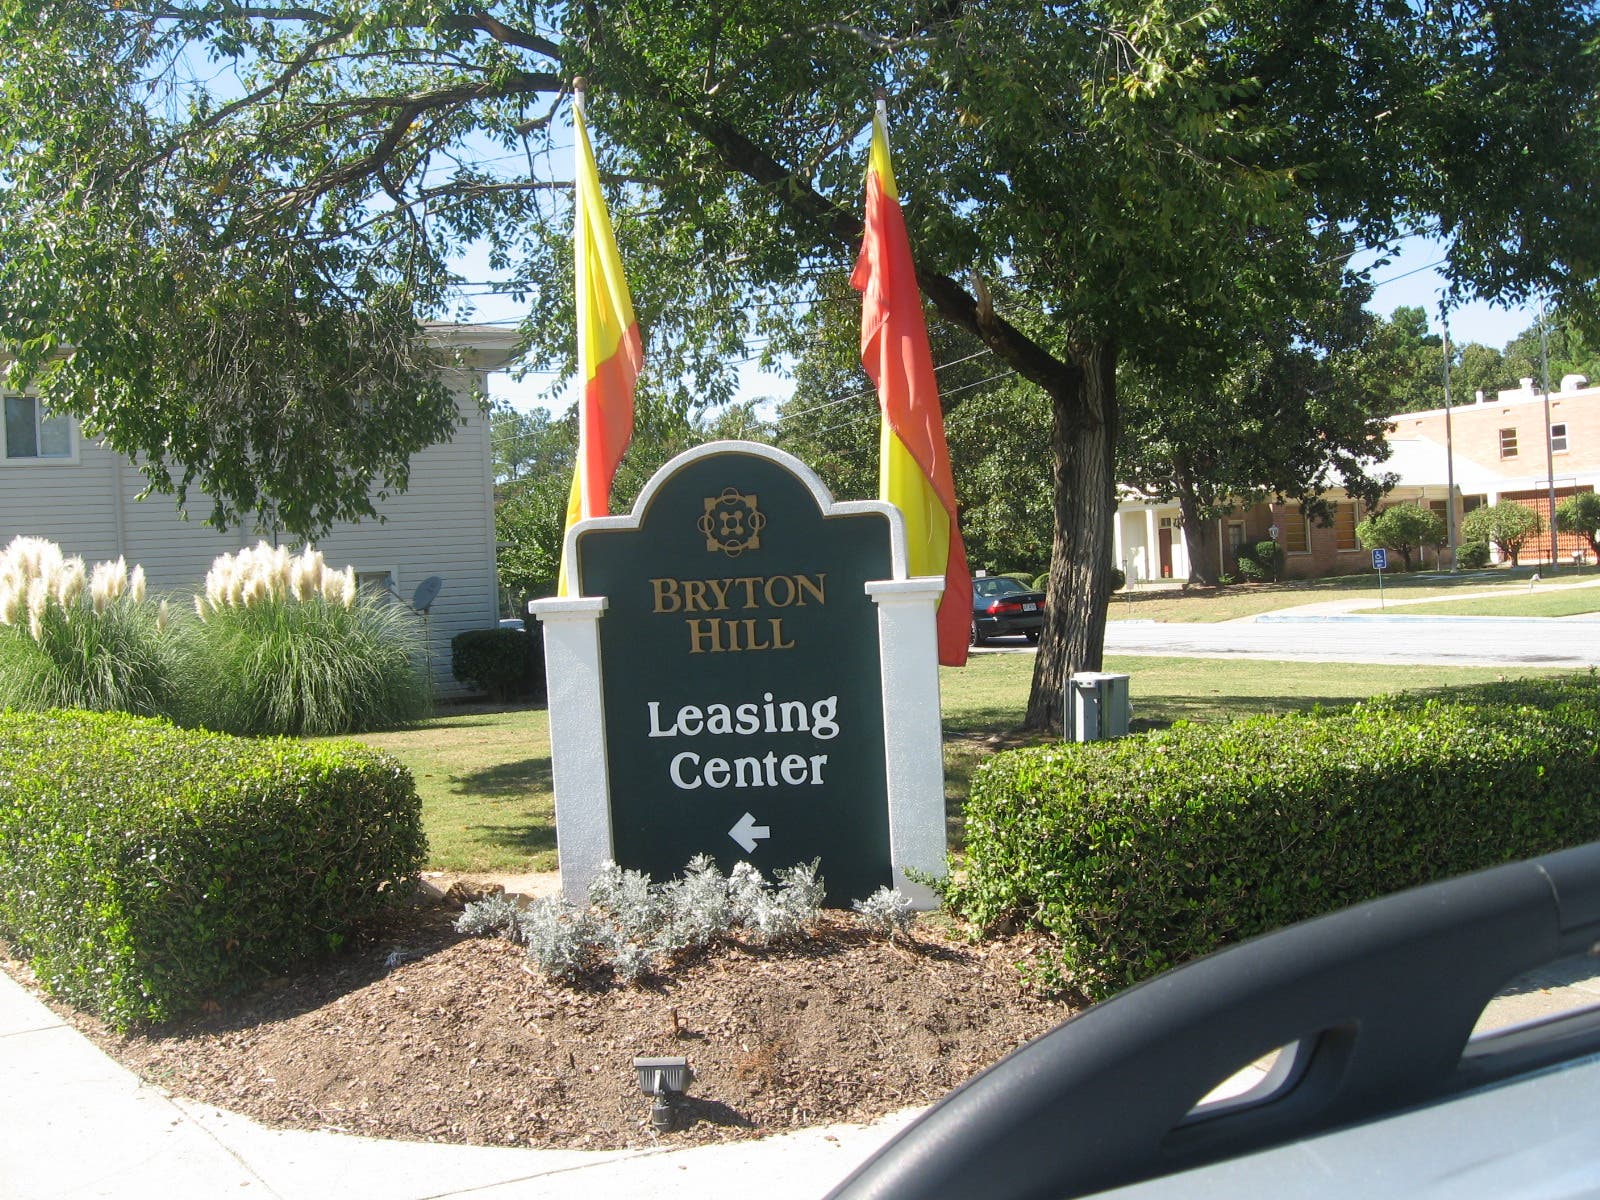 BRYTON
HILL
Leasing
Center